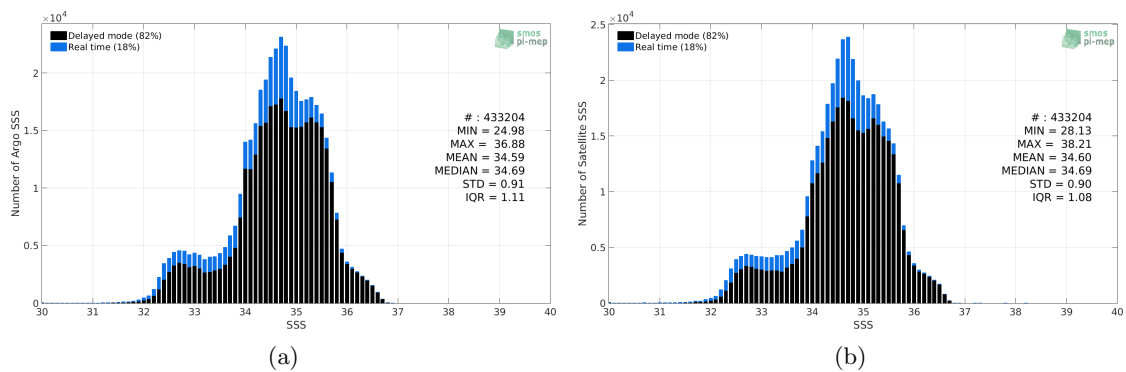 ×10⁴
Delayed mode (82%)
Real time (18%)
smos
pi-mep
Number of Argo SSS
2
1.5
1
0.5
0
# : 433204
MIN = 24.98
MAX = 36.88
MEAN = 34.59
MEDIAN = 34.69
STD = 0.91
IQR = 1.11
30 31 32 33 34 35 36 37 38 39 40
SSS
(a)
×10⁴
Delayed mode (82%)
Real time (18%)
smos
pi-mep
Number of Satellite SSS
2.5
2
1.5
1
0.5
0
# : 433204
MIN = 28.13
MAX = 38.21
MEAN = 34.60
MEDIAN = 34.69
STD = 0.90
IQR = 1.08
30 31 32 33 34 35 36 37 38 39 40
SSS
(b)